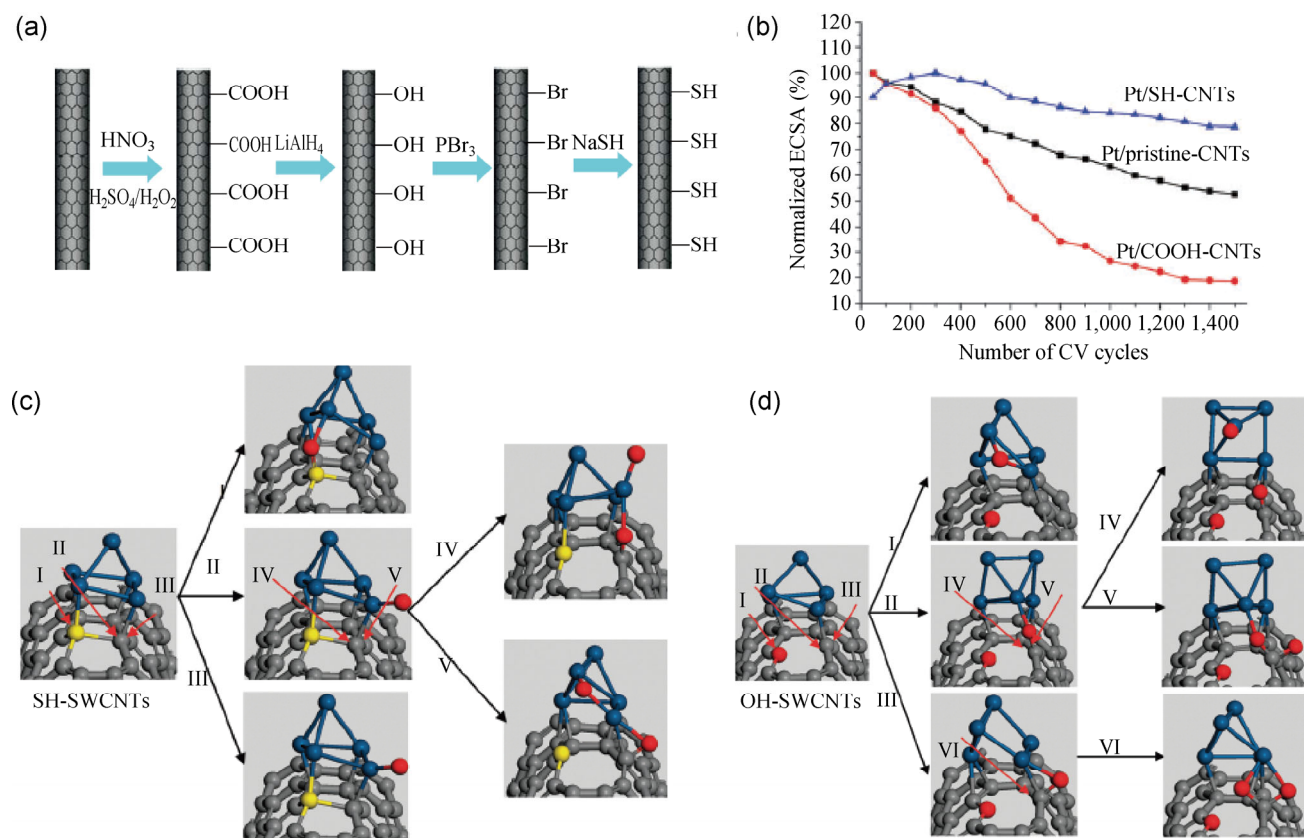 (a)
HNO3
H2SO4/H2O2
COOH
COOH
COOH
COOH
LiAlH4
OH
OH
OH
OH
PBr3
Br
Br
Br
Br
NaSH
SH
SH
SH
SH
(b)
Normalized ECSA (%)
120
110
100
90
80
70
60
50
40
30
20
10
0 200 400 600 800 1,000 1,200 1,400
Number of CV cycles
Pt/SH-CNTs
Pt/pristine-CNTs
Pt/COOH-CNTs
(c)
I
II
III
SH-SWCNTs
I
II
III
IV
V
IV
V
(d)
I
II
III
OH-SWCNTs
I
II
III
IV
V
VI
IV
V
VI